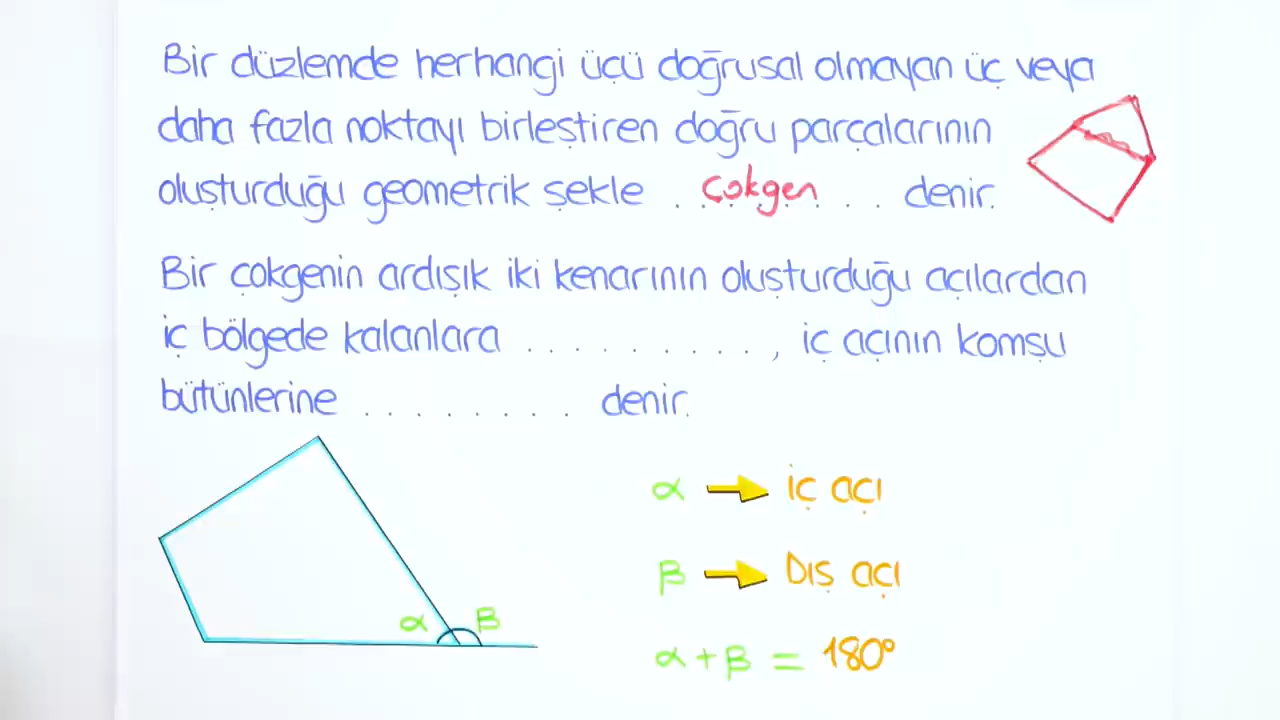 Bir düzlemde herhangi üçü doğrusal olmayan üç veya
daha fazla noktayı birleştiren doğru parçalarının
oluşturduğu geometrik şekle . çokgen . . . denir.
Bir çokgenin ardışık iki kenarının oluşturduğu açılardan
iç bölgede kalanlara . . . . . . . . . , iç açının komşu
bütünlerine . . . . . . . . denir.
α → iç açı
β → Dış açı
α β
α + β = 180°